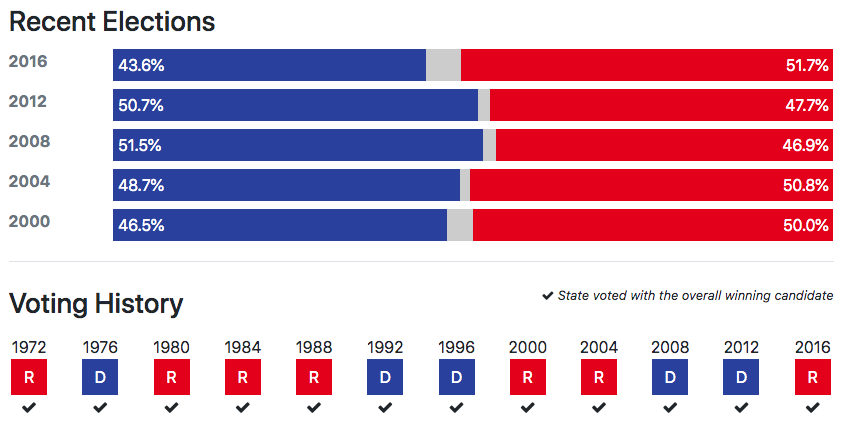 Recent Elections
2016 43.6% 51.7%
2012 50.7% 47.7%
2008 51.5% 46.9%
2004 48.7% 50.8%
2000 46.5% 50.0%
Voting History
✔ State voted with the overall winning candidate
1972 1976 1980 1984 1988 1992 1996 2000 2004 2008 2012 2016
R D R R R D D R R D D R
✔ ✔ ✔ ✔ ✔ ✔ ✔ ✔ ✔ ✔ ✔ ✔